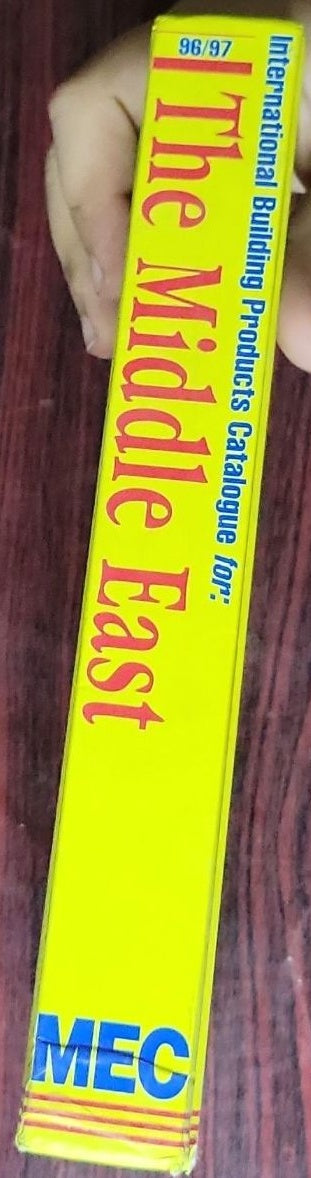 96/97
International Building Products Catalogue for:
The Middle East
MEC